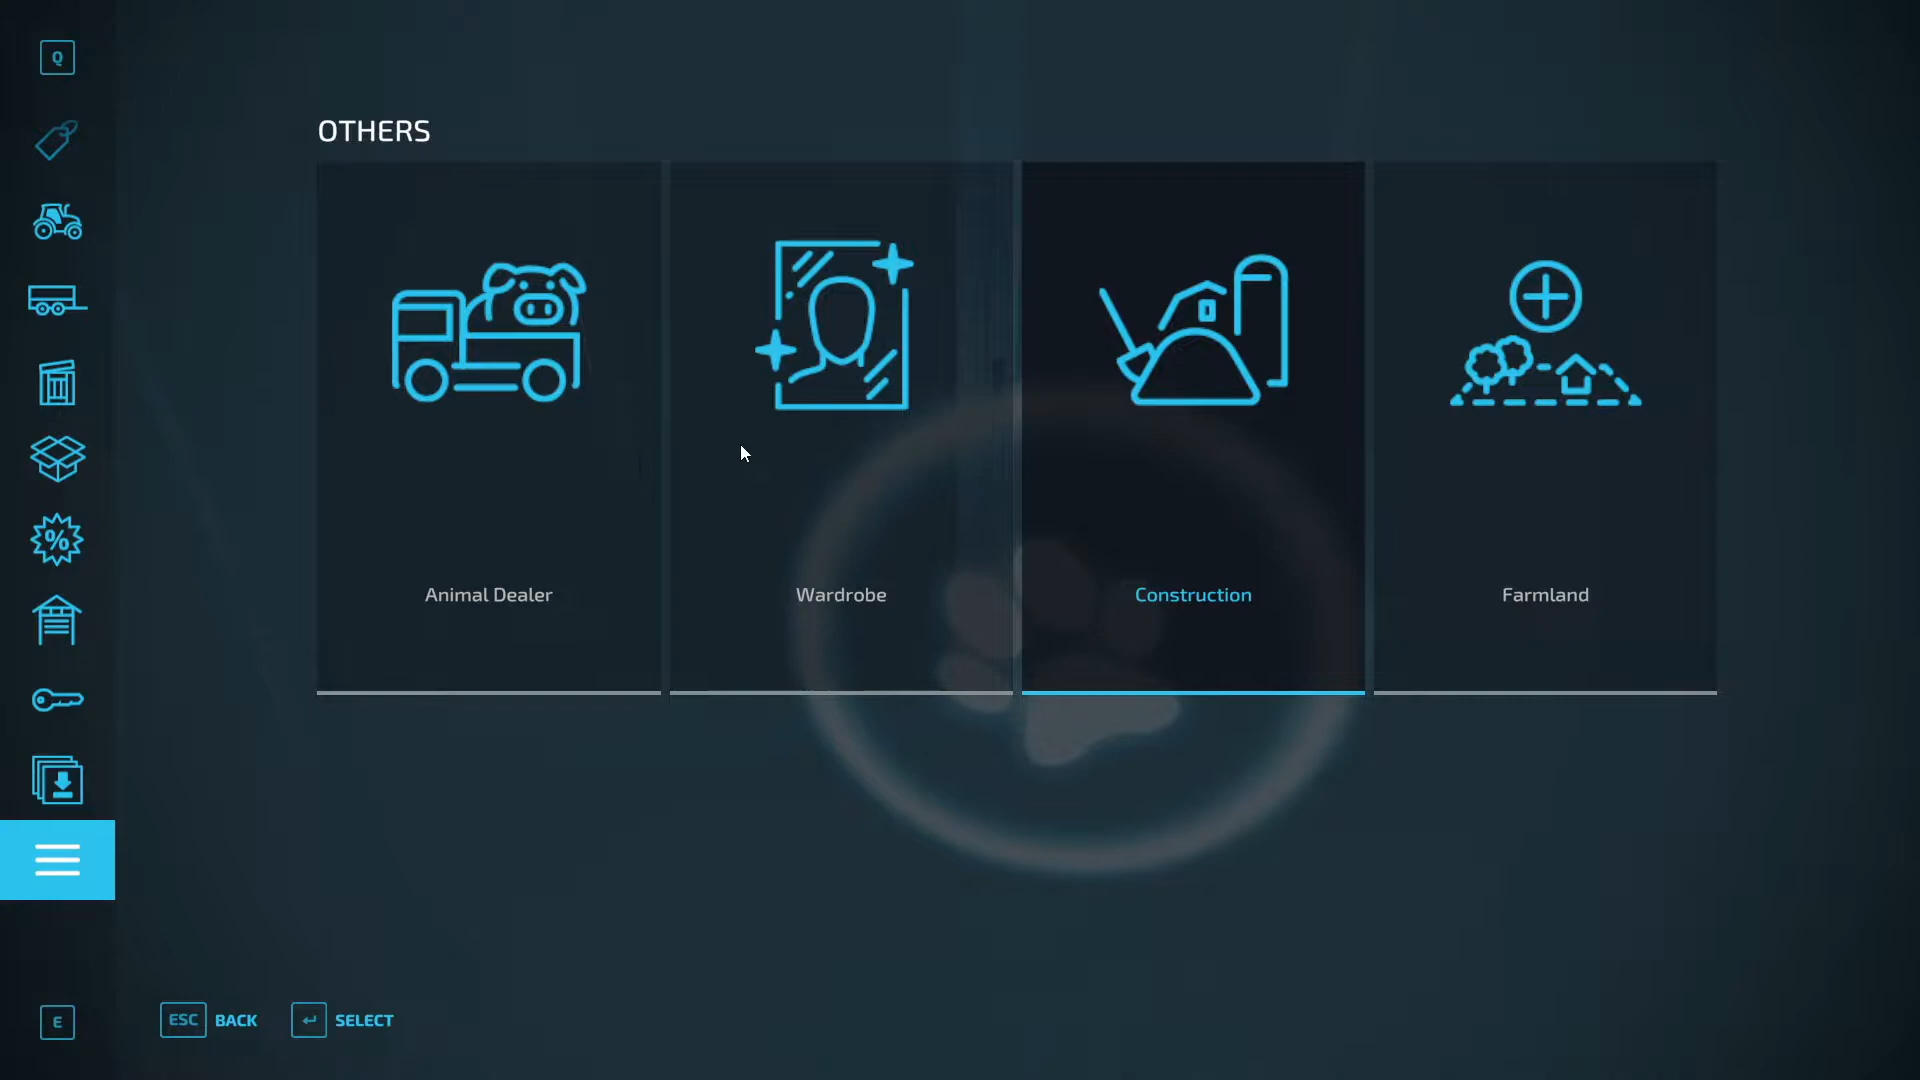 Q
OTHERS
%
Animal Dealer
Wardrobe
Construction
Farmland
E
ESC BACK
SELECT